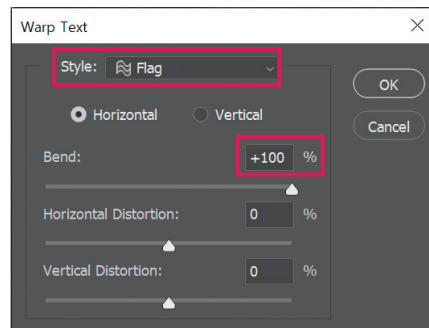 Warp Text
Style: Flag
OK
Horizontal Vertical
Cancel
Bend: +100 %
Horizontal Distortion: 0 %
Vertical Distortion: 0 %